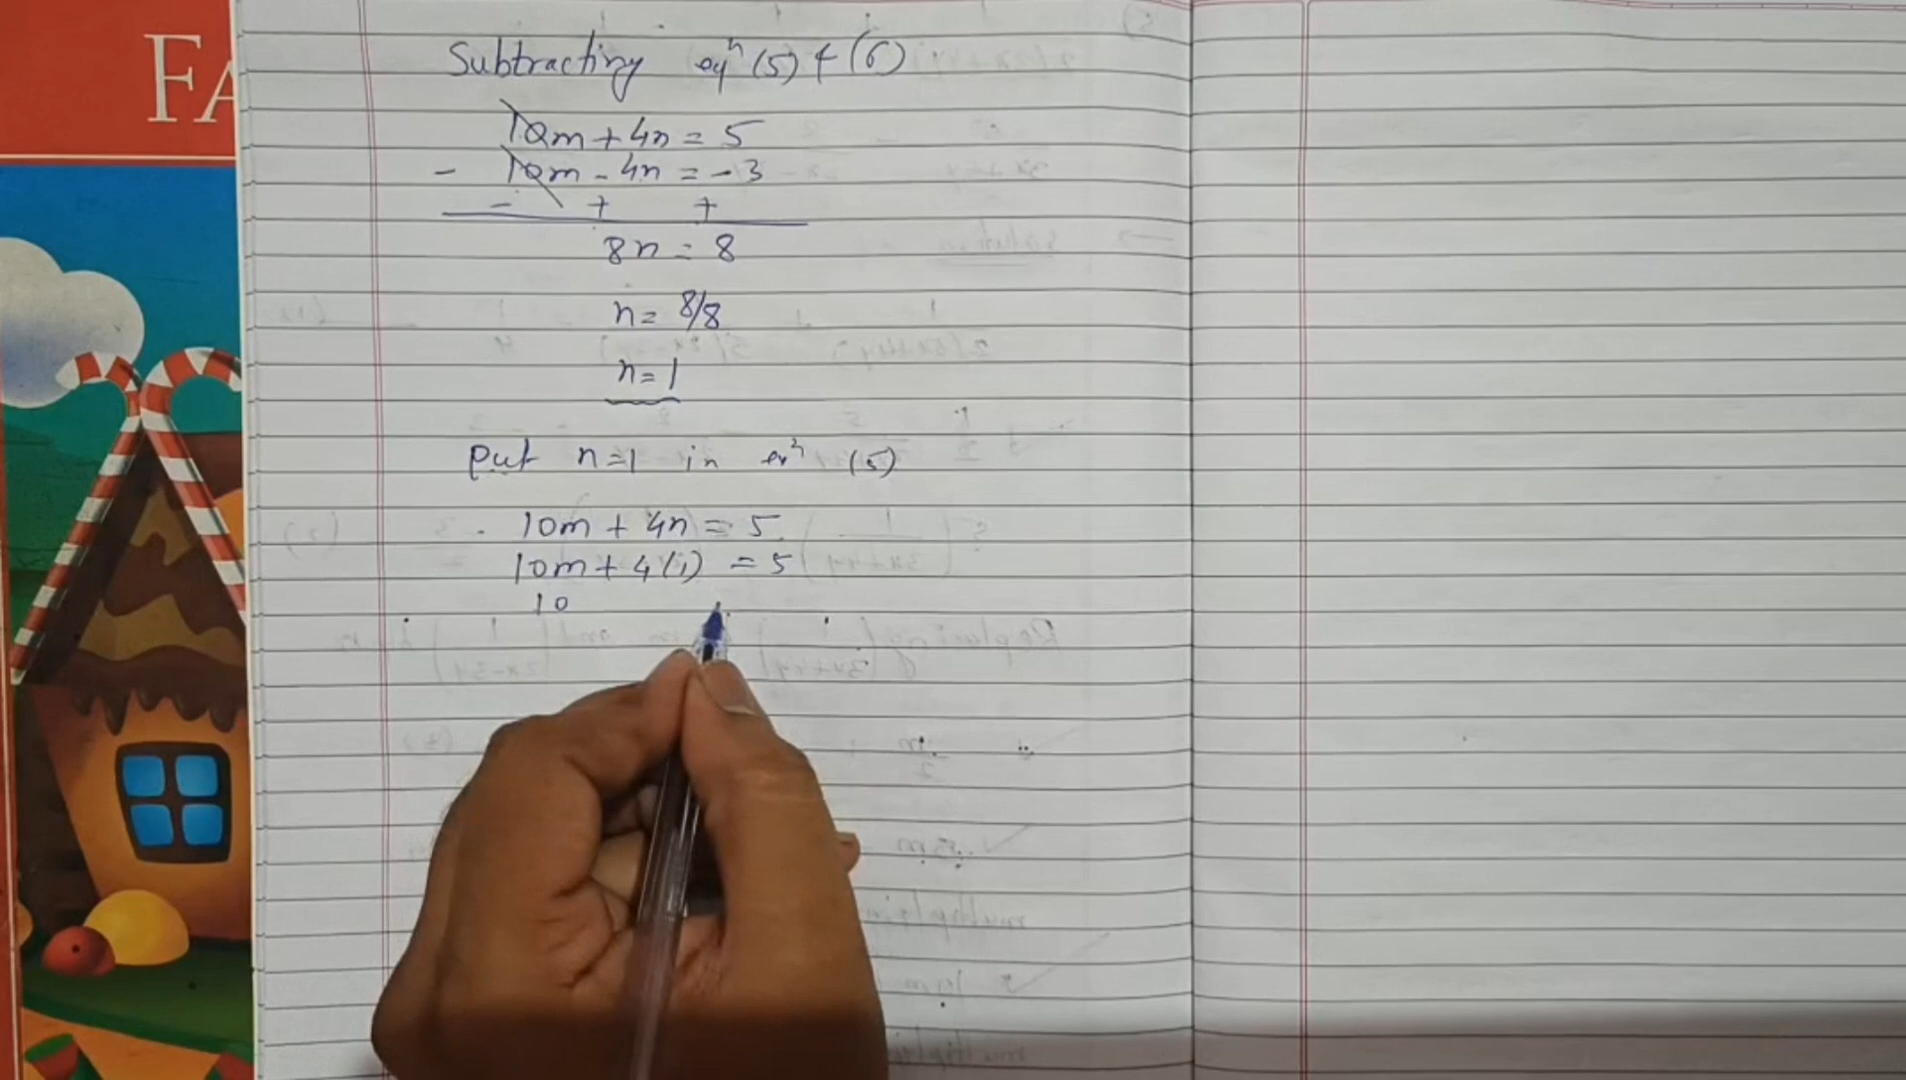 FA
Subtracting eqⁿ (5) & (6)
10m + 4n = 5
- 10m - 4n = -3
- + +
8n = 8
n = 8/8
n = 1
Put n=1 in eqⁿ (5)
10m + 4n = 5
10m + 4(1) = 5
10